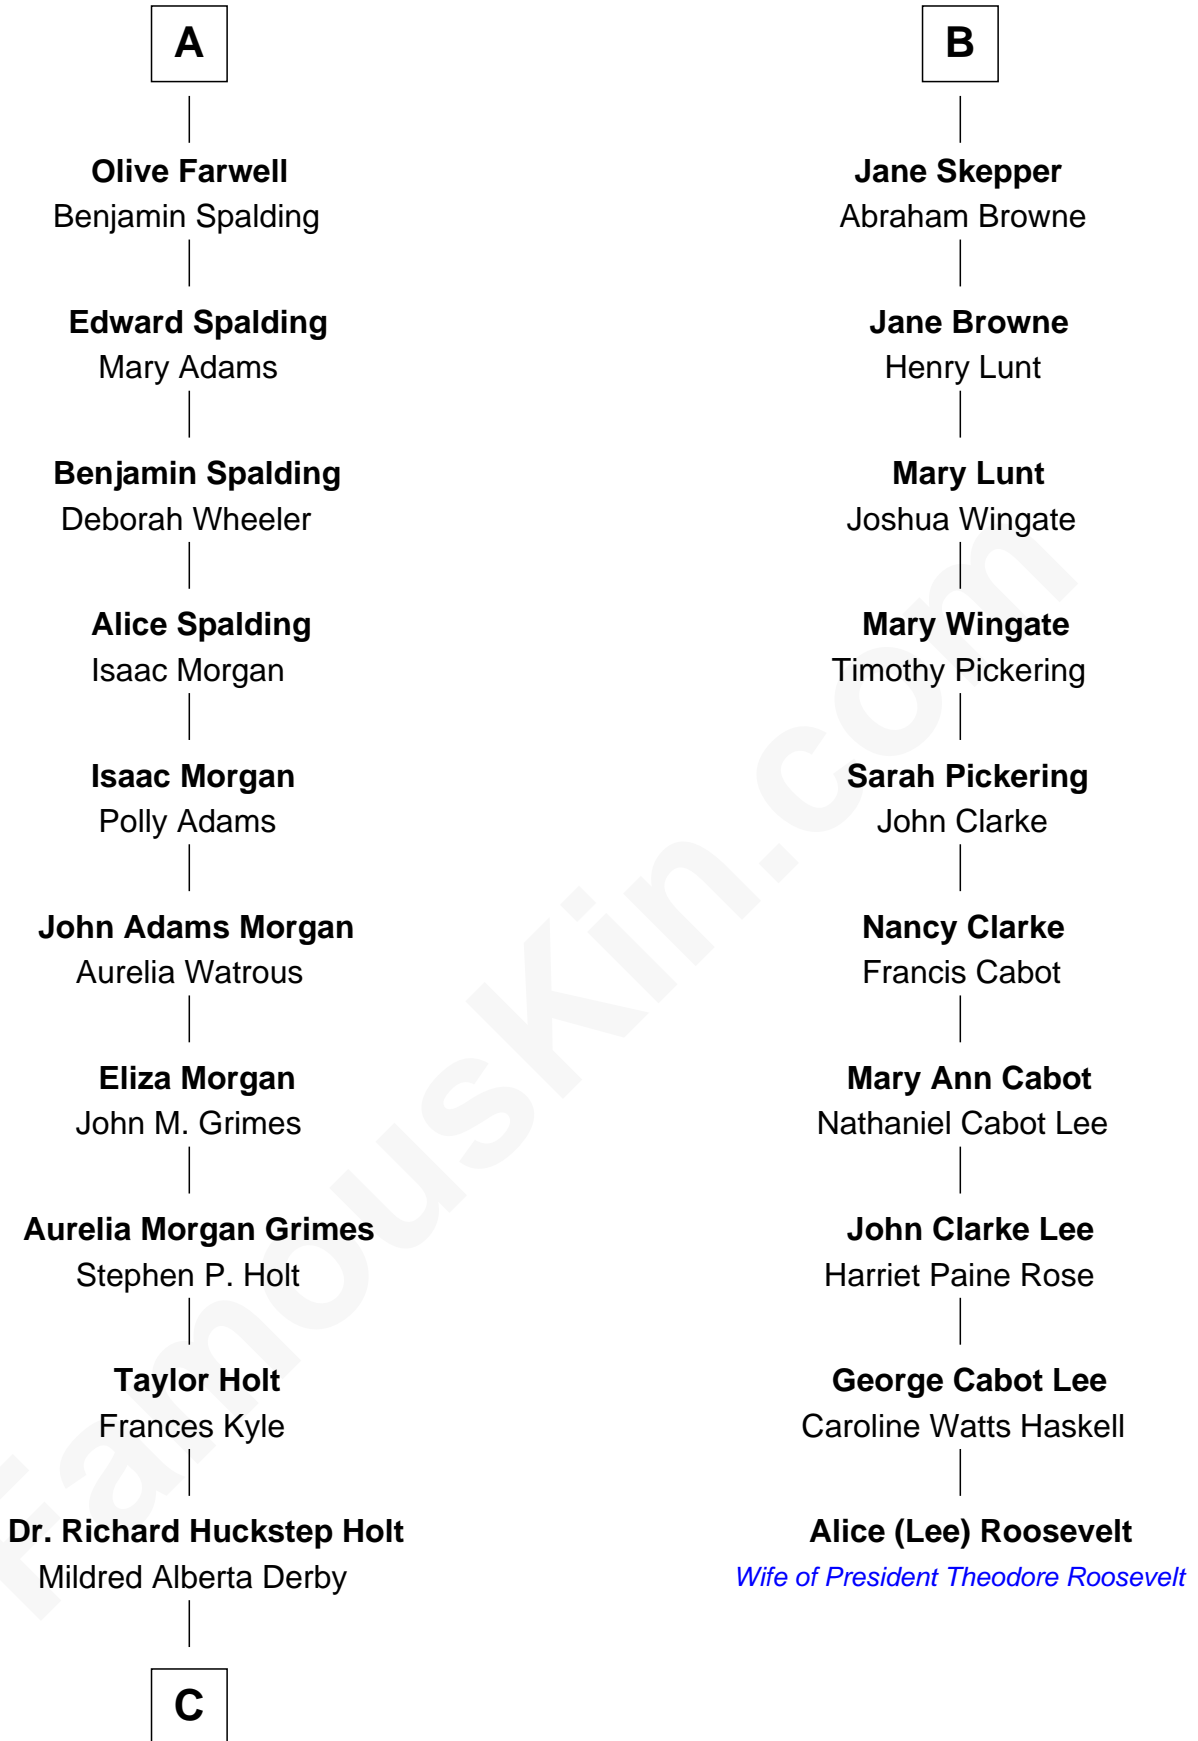 A
Olive Farwell
Benjamin Spalding
Edward Spalding
Mary Adams
Benjamin Spalding
Deborah Wheeler
Alice Spalding
Isaac Morgan
Isaac Morgan
Polly Adams
John Adams Morgan
Aurelia Watrous
Eliza Morgan
John M. Grimes
Aurelia Morgan Grimes
Stephen P. Holt
Taylor Holt
Frances Kyle
Dr. Richard Huckstep Holt
Mildred Alberta Derby
C
B
Jane Skepper
Abraham Browne
Jane Browne
Henry Lunt
Mary Lunt
Joshua Wingate
Mary Wingate
Timothy Pickering
Sarah Pickering
John Clarke
Nancy Clarke
Francis Cabot
Mary Ann Cabot
Nathaniel Cabot Lee
John Clarke Lee
Harriet Paine Rose
George Cabot Lee
Caroline Watts Haskell
Alice (Lee) Roosevelt
Wife of President Theodore Roosevelt
FamousKin.com